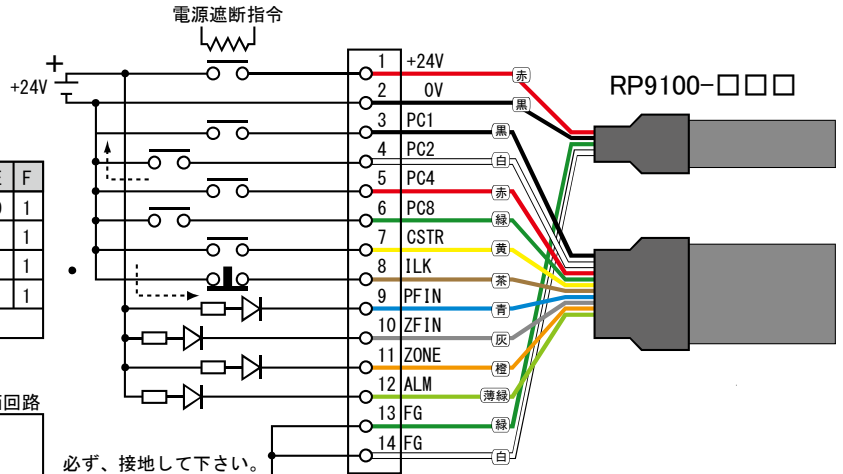 電源遮断指令
+
+24V
RP9100-□□□
1 +24V 赤
2 0V 黒
3 PC1 黒
4 PC2 白
5 PC4 赤
6 PC8 緑
7 CSTR 黄
8 ILK 茶
9 PFIN 青
10 ZFIN 灰
11 ZONE 橙
12 ALM 薄緑
13 FG 緑
14 FG 白
F
1
1
1
1
回路
必ず、接地して下さい。